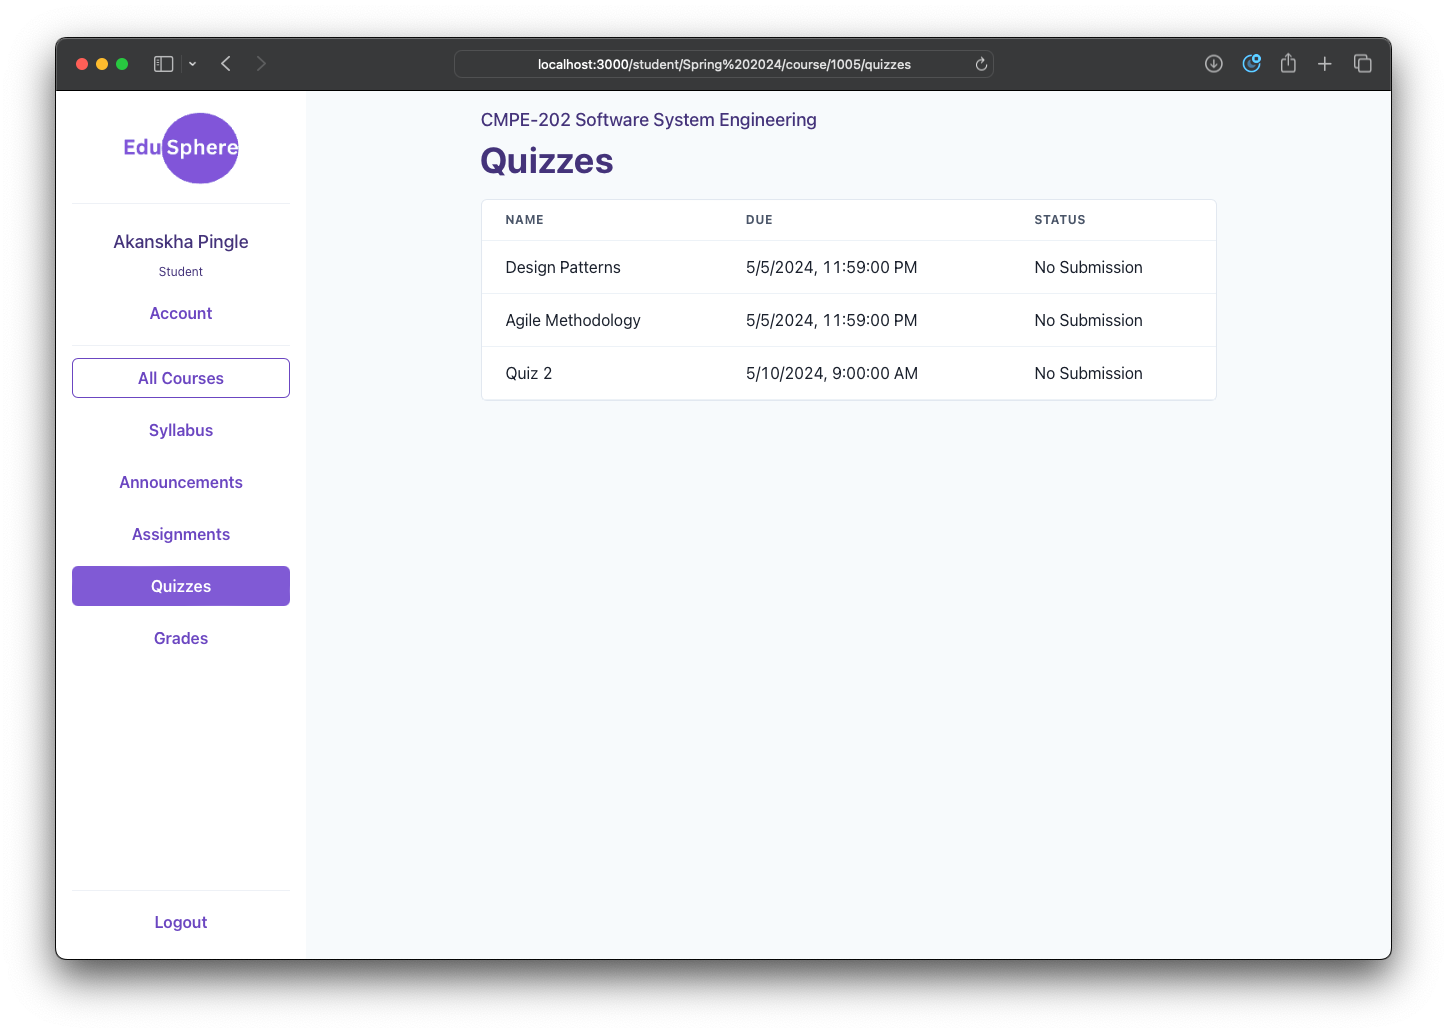 localhost:3000/student/Spring%202024/course/1005/quizzes
EduSphere
Akanskha Pingle
Student
Account
All Courses
Syllabus
Announcements
Assignments
Quizzes
Grades
Logout
CMPE-202 Software System Engineering
Quizzes
NAME DUE STATUS
Design Patterns 5/5/2024, 11:59:00 PM No Submission
Agile Methodology 5/5/2024, 11:59:00 PM No Submission
Quiz 2 5/10/2024, 9:00:00 AM No Submission